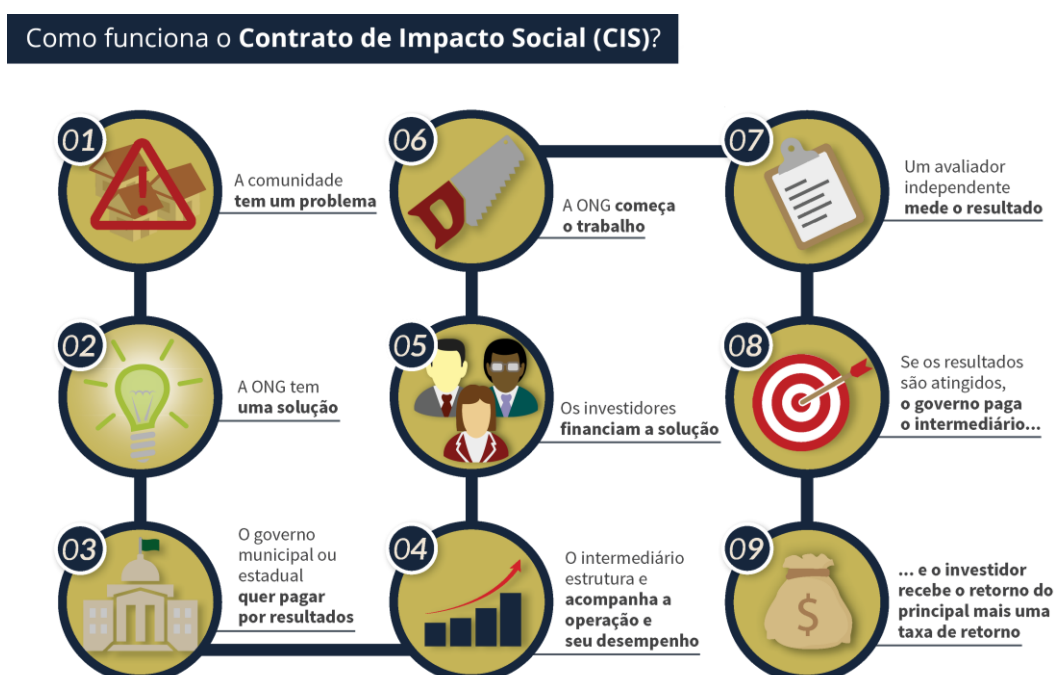 Como funciona o Contrato de Impacto Social (CIS)?
01
A comunidade
tem um problema
02
A ONG tem
uma solução
03
O governo
municipal ou
estadual
quer pagar
por resultados
04
O intermediário
estrutura e
acompanha a
operação e
seu desempenho
05
Os investidores
financiam a solução
06
A ONG começa
o trabalho
07
Um avaliador
independente
mede o resultado
08
Se os resultados
são atingidos,
o governo paga
o intermediário...
09
... e o investidor
recebe o retorno do
principal mais uma
taxa de retorno
$